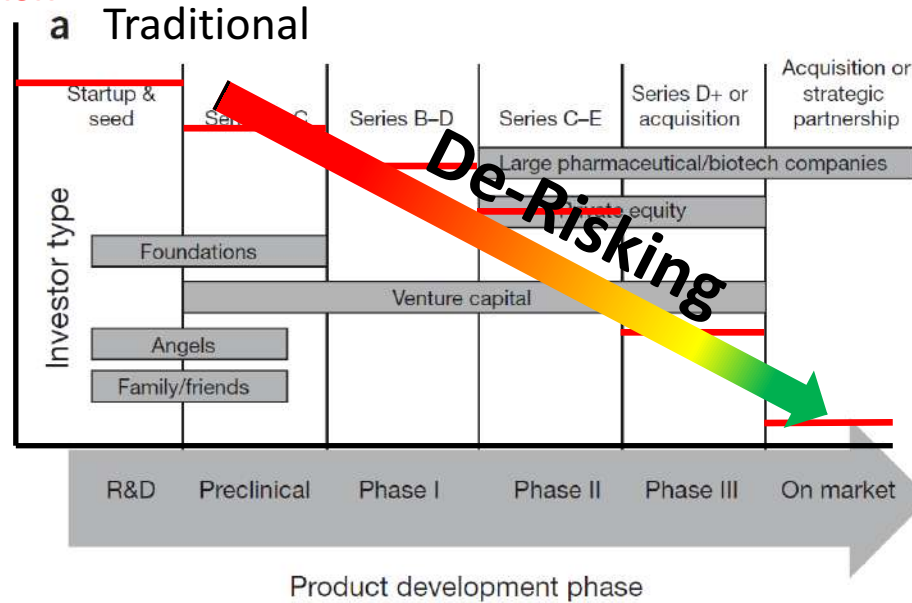 a Traditional
Startup &
seed
Series B–D
Series C–E
Series D+ or
acquisition
Acquisition or
strategic
partnership
Large pharmaceutical/biotech companies
De-Risking
equity
Foundations
Venture capital
Angels
Family/friends
Investor type
R&D
Preclinical
Phase I
Phase II
Phase III
On market
Product development phase